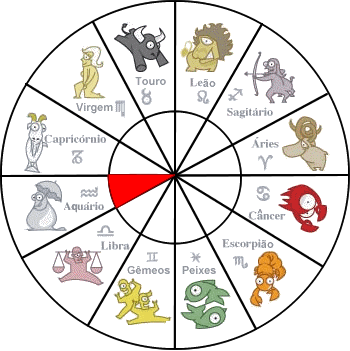 Touro
♉
Leão
♌
Sagitário
♐
Áries
♈
Câncer
♋
Escorpião
♏
Peixes
♓
Gêmeos
♊
Libra
♎
Aquário
♒
Capricórnio
♑
Virgem ♍